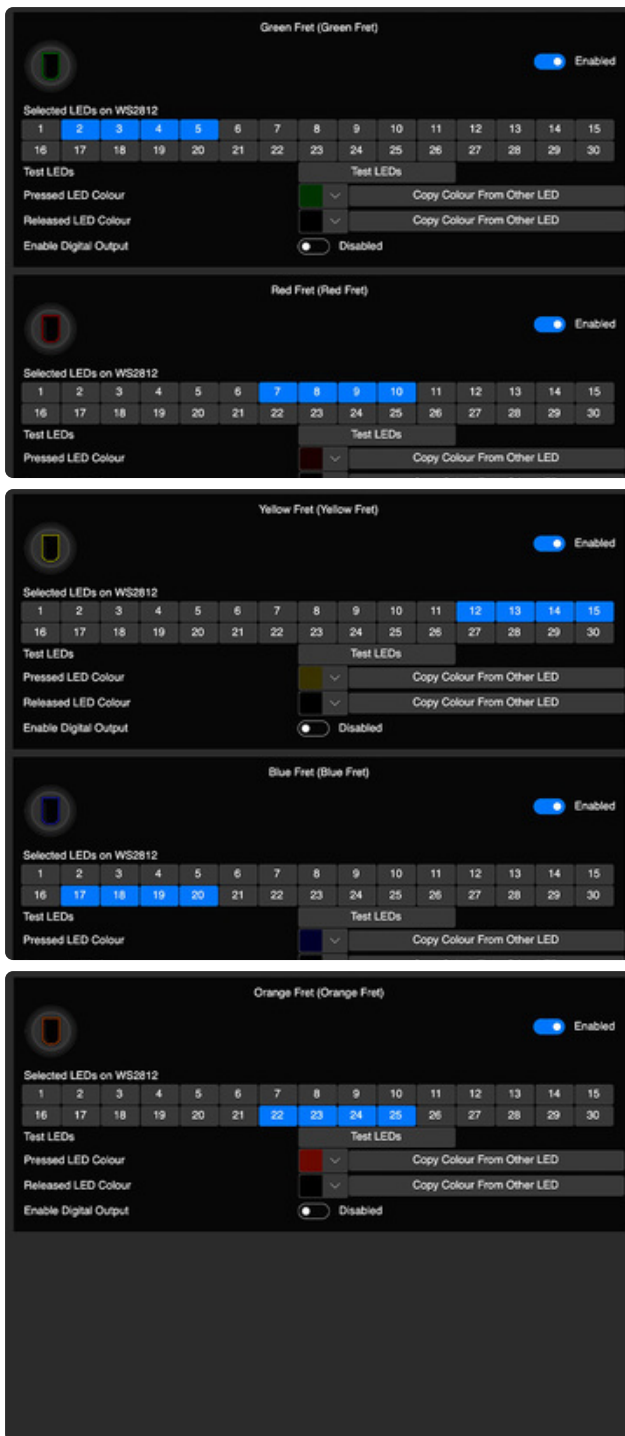 Green Fret (Green Fret)
Enabled
Selected LEDs on WS2812
1 2 3 4 5 6 7 8 9 10 11 12 13 14 15
16 17 18 19 20 21 22 23 24 25 26 27 28 29 30
Test LEDs Test LEDs
Pressed LED Colour Copy Colour From Other LED
Released LED Colour Copy Colour From Other LED
Enable Digital Output Disabled
Red Fret (Red Fret)
Enabled
Selected LEDs on WS2812
1 2 3 4 5 6 7 8 9 10 11 12 13 14 15
16 17 18 19 20 21 22 23 24 25 26 27 28 29 30
Test LEDs Test LEDs
Pressed LED Colour Copy Colour From Other LED
Yellow Fret (Yellow Fret)
Enabled
Selected LEDs on WS2812
1 2 3 4 5 6 7 8 9 10 11 12 13 14 15
16 17 18 19 20 21 22 23 24 25 26 27 28 29 30
Test LEDs Test LEDs
Pressed LED Colour Copy Colour From Other LED
Released LED Colour Copy Colour From Other LED
Enable Digital Output Disabled
Blue Fret (Blue Fret)
Enabled
Selected LEDs on WS2812
1 2 3 4 5 6 7 8 9 10 11 12 13 14 15
16 17 18 19 20 21 22 23 24 25 26 27 28 29 30
Test LEDs Test LEDs
Pressed LED Colour Copy Colour From Other LED
Orange Fret (Orange Fret)
Enabled
Selected LEDs on WS2812
1 2 3 4 5 6 7 8 9 10 11 12 13 14 15
16 17 18 19 20 21 22 23 24 25 26 27 28 29 30
Test LEDs Test LEDs
Pressed LED Colour Copy Colour From Other LED
Released LED Colour Copy Colour From Other LED
Enable Digital Output Disabled